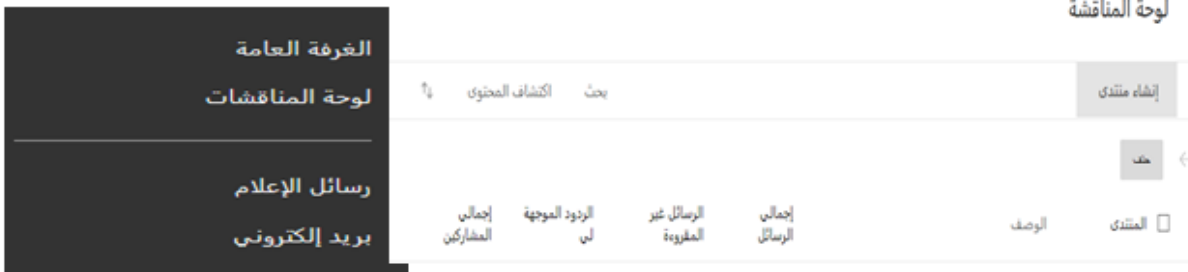 لوحة المناقشة
إنشاء منتدى
بحث اكتشاف المحتوى
حذف
المنتدى الوصف إجمالي الرسائل الرسائل غير المقروءة الردود الموجهة لي إجمالي المشاركين
الغرفة العامة
لوحة المناقشات
رسائل الإعلام
بريد إلكتروني